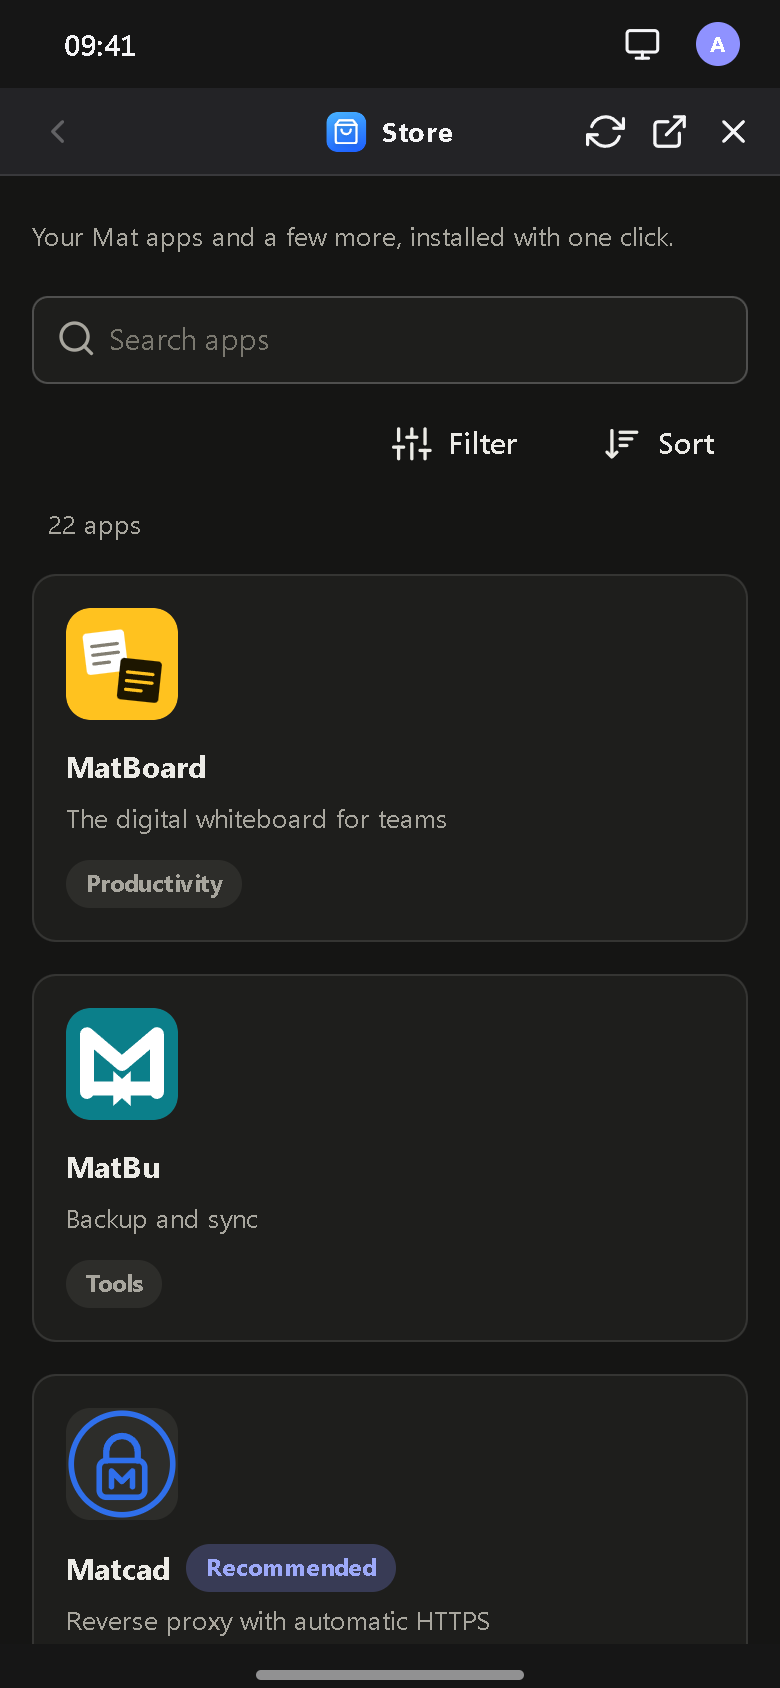 09:41
A
Store
Your Mat apps and a few more, installed with one click.
Search apps
Filter
Sort
22 apps
MatBoard
The digital whiteboard for teams
Productivity
MatBu
Backup and sync
Tools
Matcad
Recommended
Reverse proxy with automatic HTTPS